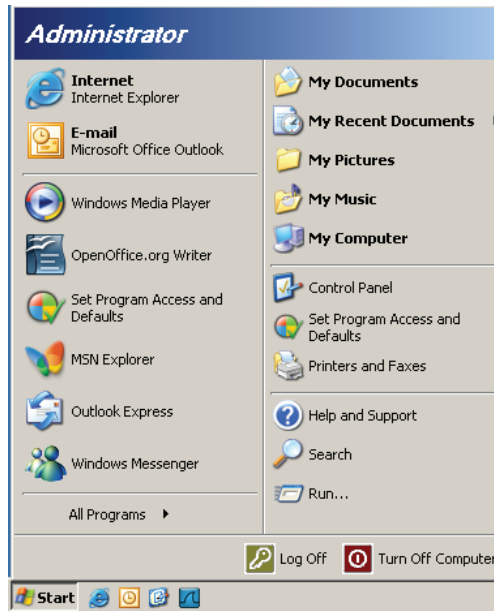 Administrator
Internet
Internet Explorer
E-mail
Microsoft Office Outlook
Windows Media Player
OpenOffice.org Writer
Set Program Access and
Defaults
MSN Explorer
Outlook Express
Windows Messenger
All Programs
My Documents
My Recent Documents
My Pictures
My Music
My Computer
Control Panel
Set Program Access and
Defaults
Printers and Faxes
Help and Support
Search
Run...
Log Off
Turn Off Computer
Start